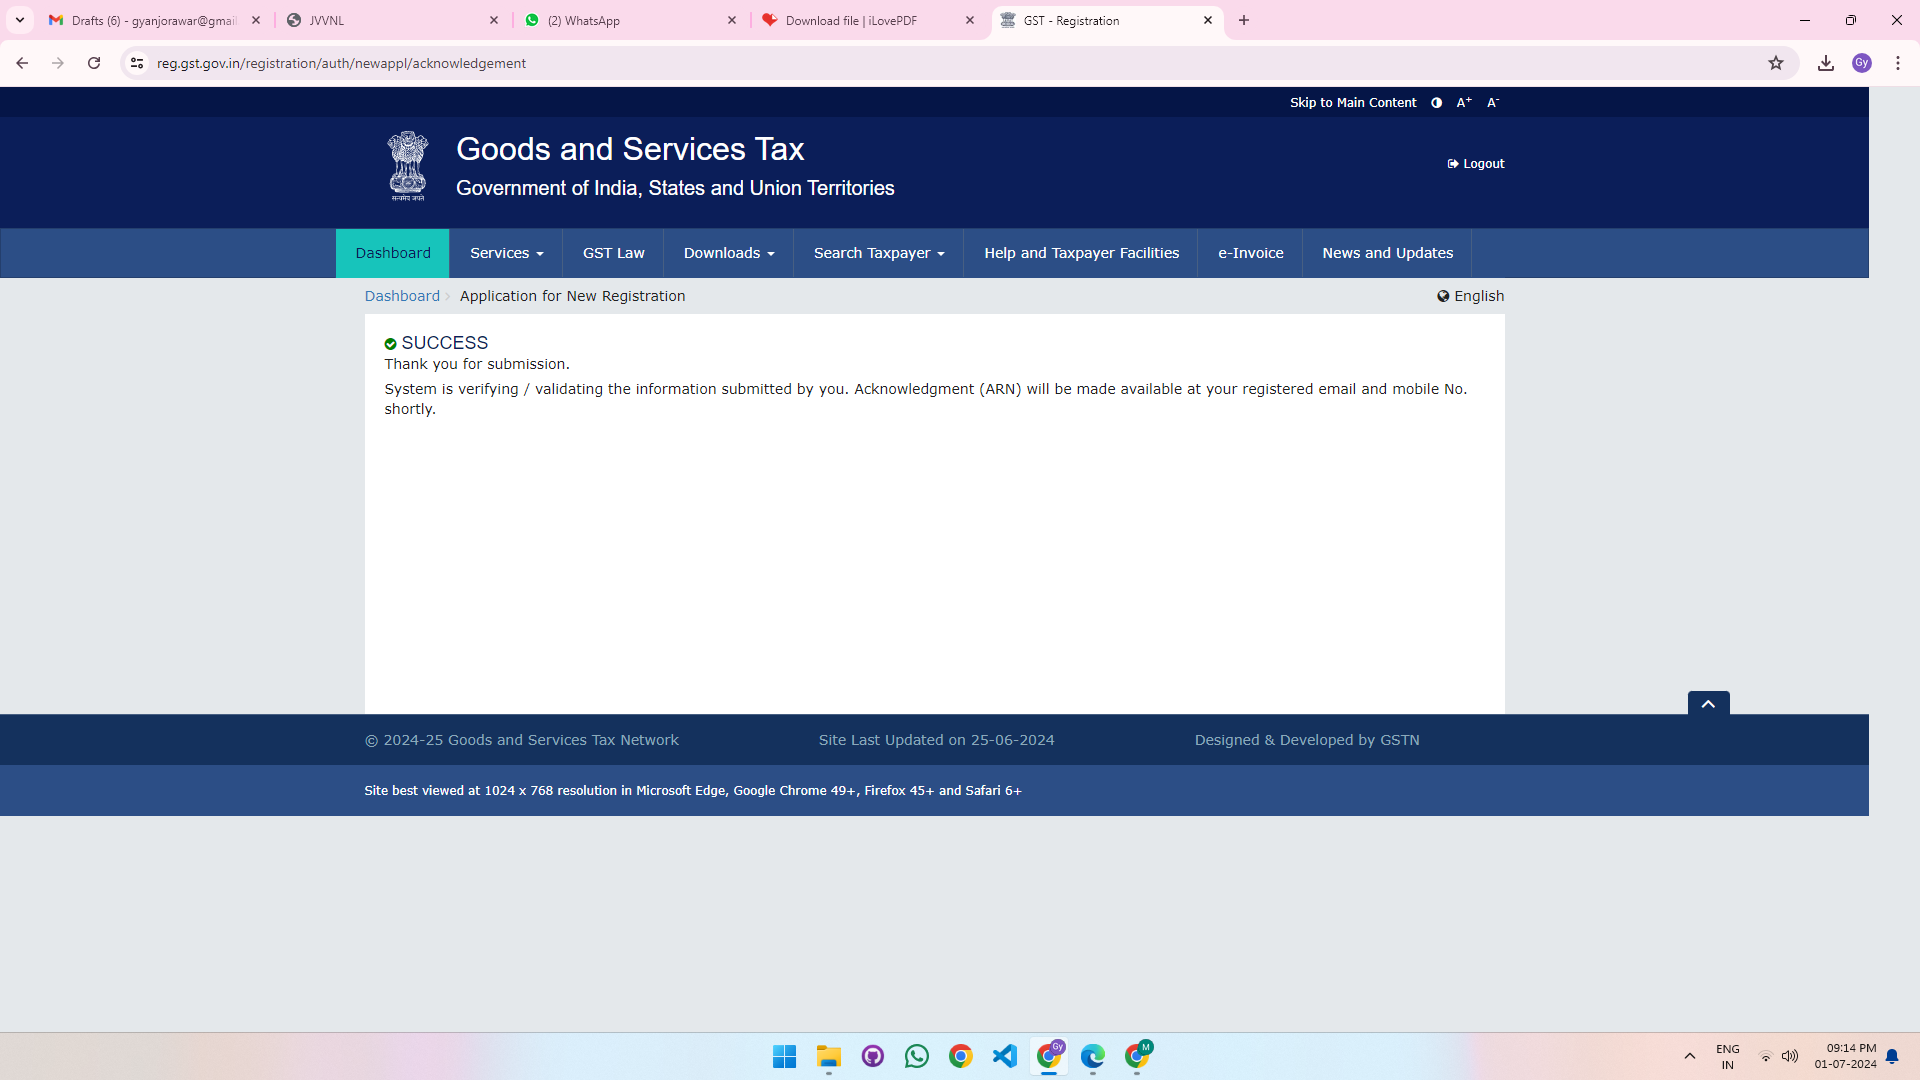 Drafts (6) - gyanjorawar@gmail
JVVNL
(2) WhatsApp
Download file | iLovePDF
GST - Registration
reg.gst.gov.in/registration/auth/newappl/acknowledgement
Gy
Skip to Main Content
A+
A-
सत्यमेव जयते
Goods and Services Tax
Government of India, States and Union Territories
Logout
Dashboard
Services
GST Law
Downloads
Search Taxpayer
Help and Taxpayer Facilities
e-Invoice
News and Updates
Dashboard
Application for New Registration
English
SUCCESS
Thank you for submission.
System is verifying / validating the information submitted by you. Acknowledgment (ARN) will be made available at your registered email and mobile No.
shortly.
© 2024-25 Goods and Services Tax Network
Site Last Updated on 25-06-2024
Designed & Developed by GSTN
Site best viewed at 1024 x 768 resolution in Microsoft Edge, Google Chrome 49+, Firefox 45+ and Safari 6+
Gy
M
ENG
IN
09:14 PM
01-07-2024